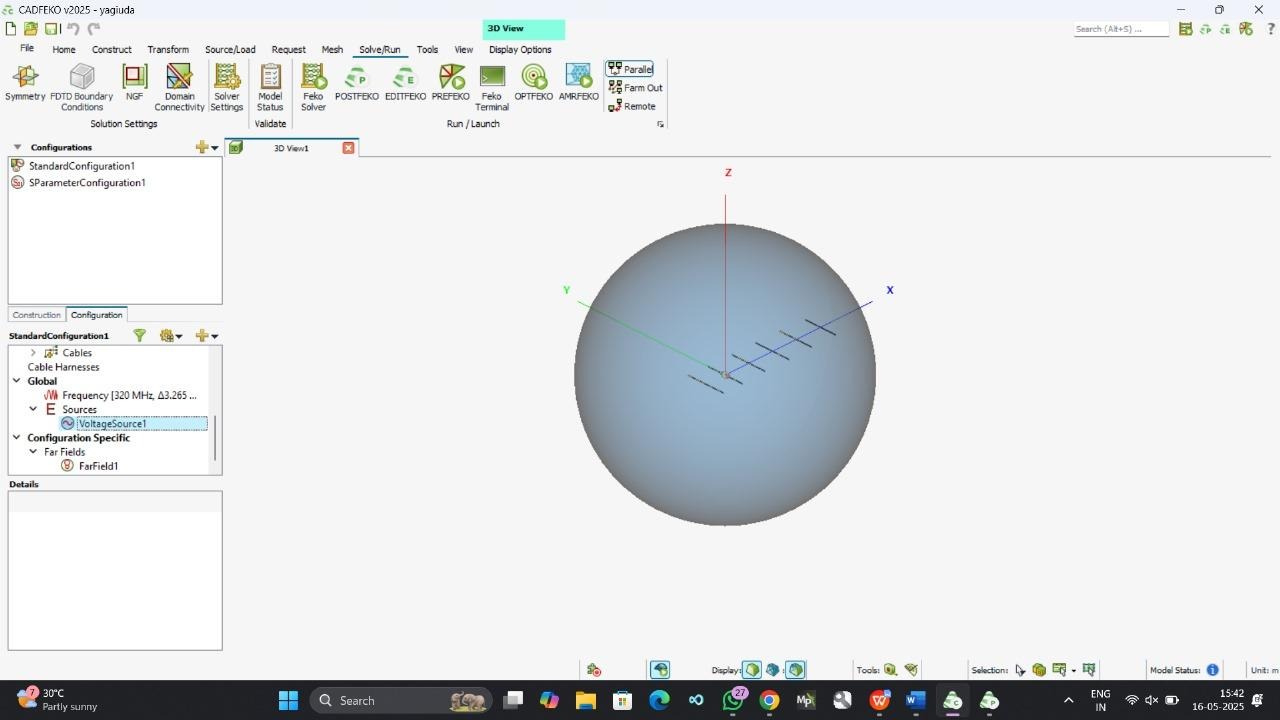 CADFEKO v2025 - yagiuda
3D View
Search (Alt+S) ...
File Home Construct Transform Source/Load Request Mesh Solve/Run Tools View Display Options
Symmetry FDTD Boundary Conditions NGF Domain Connectivity Solver Settings Model Status Feko Solver POSTFEKO EDITFEKO PREFEKO Feko Terminal OPTFEKO AMRFEKO Parallel
Farm Out
Remote
Solution Settings Validate Run / Launch
Configurations 3D View1
StandardConfiguration1
SParameterConfiguration1
Z
Y
X
Construction Configuration
StandardConfiguration1
Cables
Cable Harnesses
Global
Frequency [320 MHz, Δ3.265 ...
Sources
VoltageSource1
Configuration Specific
Far Fields
FarField1
Details
Display: Tools: Selection: Model Status: Unit: m
7 30°C
Partly sunny
Search
27
ENG
IN
15:42
16-05-2025